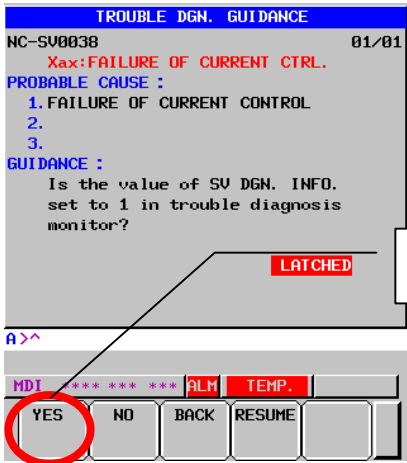 TROUBLE DGN. GUIDANCE
NC-SV0038 01/01
Xax:FAILURE OF CURRENT CTRL.
PROBABLE CAUSE :
1.FAILURE OF CURRENT CONTROL
2.
3.
GUIDANCE :
Is the value of SV DGN. INFO.
set to 1 in trouble diagnosis
monitor?
LATCHED
A>^
MDI **** *** *** ALM TEMP.
YES NO BACK RESUME